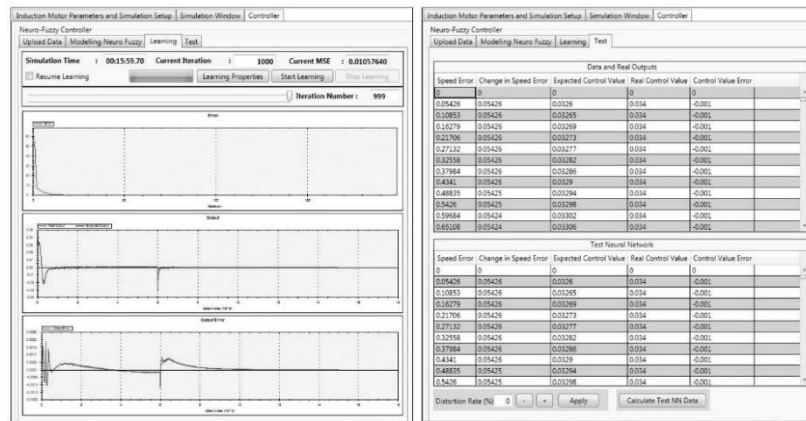 Induction Motor Parameters and Simulation Setup Simulation Window Controller
Neuro-Fuzzy Controller
Upload Data Modelling Neuro Fuzzy Learning Test
Simulation Time : 00:15:59.70 Current Iteration : 1000 Current MSE : 0.01057640
Resume Learning Learning Properties Start Learning Stop Learning
Iteration Number : 999
Error
Output
Output Error
Induction Motor Parameters and Simulation Setup Simulation Window Controller
Neuro-Fuzzy Controller
Upload Data Modelling Neuro Fuzzy Learning Test
Data and Real Outputs
Speed Error Change in Speed Error Expected Control Value Real Control Value Control Value Error
0 0 0 0 0
0.05426 0.05426 0.0326 0.034 -0.001
0.10853 0.05426 0.03265 0.034 -0.001
0.16279 0.05426 0.03269 0.034 -0.001
0.21706 0.05426 0.03273 0.034 -0.001
0.27132 0.05426 0.03277 0.034 -0.001
0.32558 0.05426 0.03282 0.034 -0.001
0.37984 0.05426 0.03286 0.034 -0.001
0.4341 0.05426 0.0329 0.034 -0.001
0.48835 0.05425 0.03294 0.034 -0.001
0.5426 0.05425 0.03298 0.034 -0.001
0.59684 0.05424 0.03302 0.034 -0.001
0.65108 0.05424 0.03306 0.034 -0.001
Test Neural Network
Speed Error Change in Speed Error Expected Control Value Real Control Value Control Value Error
0 0 0 0 0
0.05426 0.05426 0.0326 0.034 -0.001
0.10853 0.05426 0.03265 0.034 -0.001
0.16279 0.05426 0.03269 0.034 -0.001
0.21706 0.05426 0.03273 0.034 -0.001
0.27132 0.05426 0.03277 0.034 -0.001
0.32558 0.05426 0.03282 0.034 -0.001
0.37984 0.05426 0.03286 0.034 -0.001
0.4341 0.05426 0.0329 0.034 -0.001
0.48835 0.05425 0.03294 0.034 -0.001
0.5426 0.05425 0.03298 0.034 -0.001
Distortion Rate (%) 0 - + Apply Calculate Test NN Data